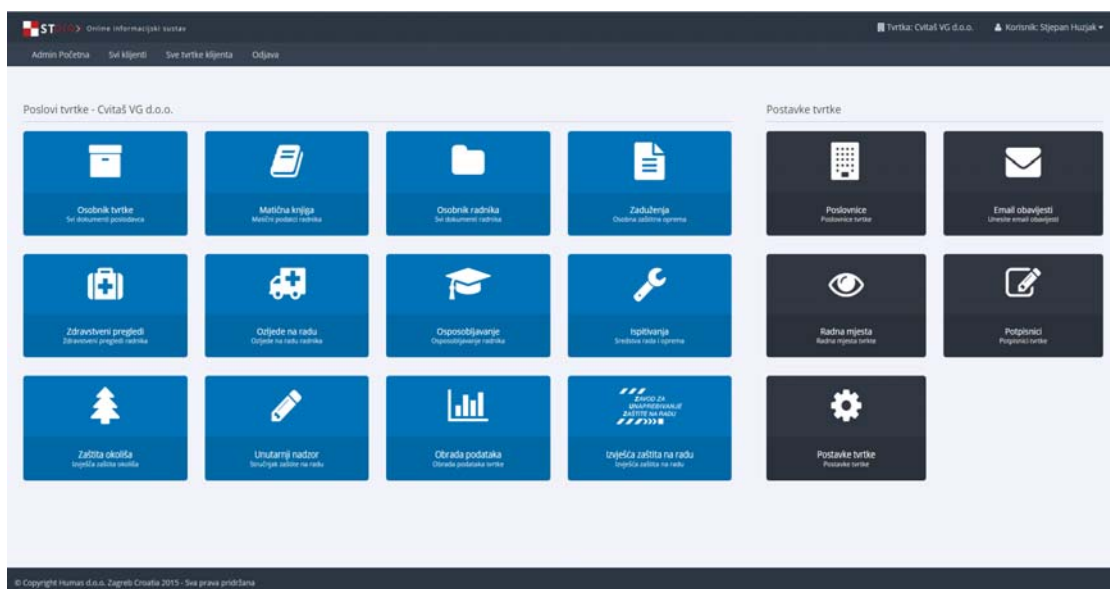 Online informacijski sustav
Tvrtka: Cvitaš VG d.o.o.
Korisnik: Stjepan Huzjak
Admin Početna
Svi klijenti
Sve tvrtke klijenta
Odjava
Poslovi tvrtke - Cvitaš VG d.o.o.
Postavke tvrtke
Osobnik tvrtke
Svi dokumenti poslodavca
Matična knjiga
Matični podatci radnika
Osobnik radnika
Svi dokumenti radnika
Zaduženja
Osobna zaštitna oprema
Poslovnice
Poslovnice tvrtke
Email obavijesti
Unesite email obavijesti
Zdravstveni pregledi
Zdravstveni pregledi radnika
Ozljede na radu
Ozljede na radu radnika
Osposobljavanje
Osposobljavanje radnika
Ispitivanja
Sredstva rada i oprema
Radna mjesta
Radna mjesta tvrtke
Potpisnici
Potpisnici tvrtke
Zaštita okoliša
Izvješća zaštita okoliša
Unutarnji nadzor
Stručnjak zaštite na radu
Obrada podataka
Obrada podataka tvrtke
ZAVOD ZA
UNAPREĐIVANJE
ZAŠTITE NA RADU
Izvješća zaštita na radu
Izvješća zaštita na radu
Postavke tvrtke
Postavke tvrtke
© Copyright Humas d.o.o. Zagreb Croatia 2015 - Sva prava pridržana